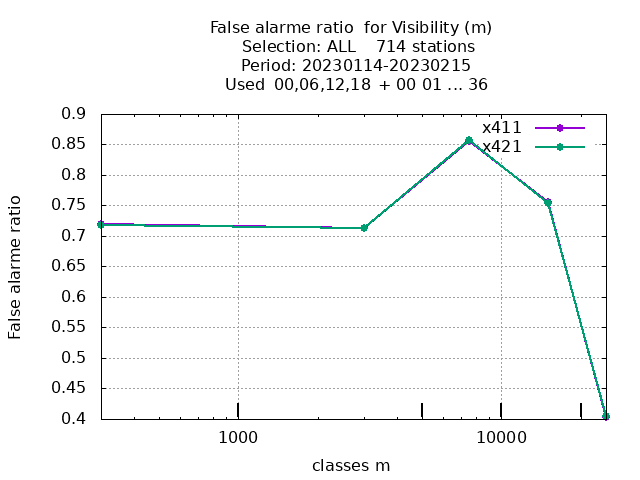 False alarme ratio  for Visibility (m)
Selection: ALL    714 stations
Period: 20230114-20230215
Used  00,06,12,18  + 00 01 ... 36
x411
x421
0.9
0.85
0.8
0.75
0.7
0.65
0.6
0.55
0.5
0.45
0.4
False alarme ratio
1000
10000
classes m